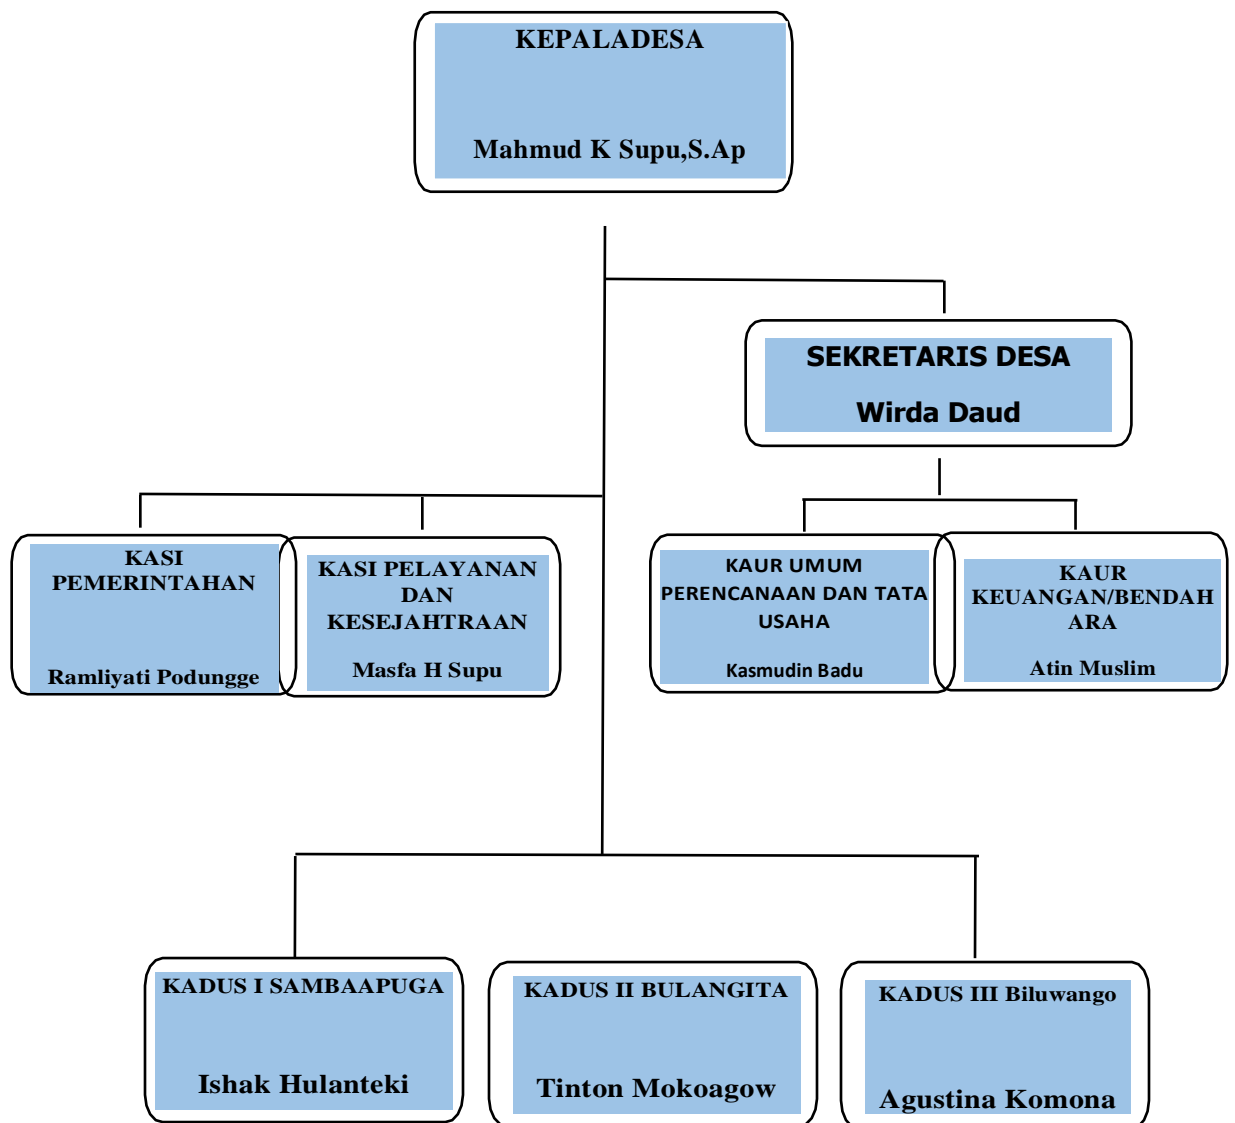 KEPALADESA
Mahmud K Supu,S.Ap
SEKRETARIS DESA
Wirda Daud
KASI
PEMERINTAHAN
Ramliyati Podungge
KASI PELAYANAN
DAN
KESEJAHTRAAN
Masfa H Supu
KAUR UMUM
PERENCANAAN DAN TATA
USAHA
Kasmudin Badu
KAUR
KEUANGAN/BENDAH
ARA
Atin Muslim
KADUS I SAMBAAPUGA
Ishak Hulanteki
KADUS II BULANGITA
Tinton Mokoagow
KADUS III Biluwango
Agustina Komona